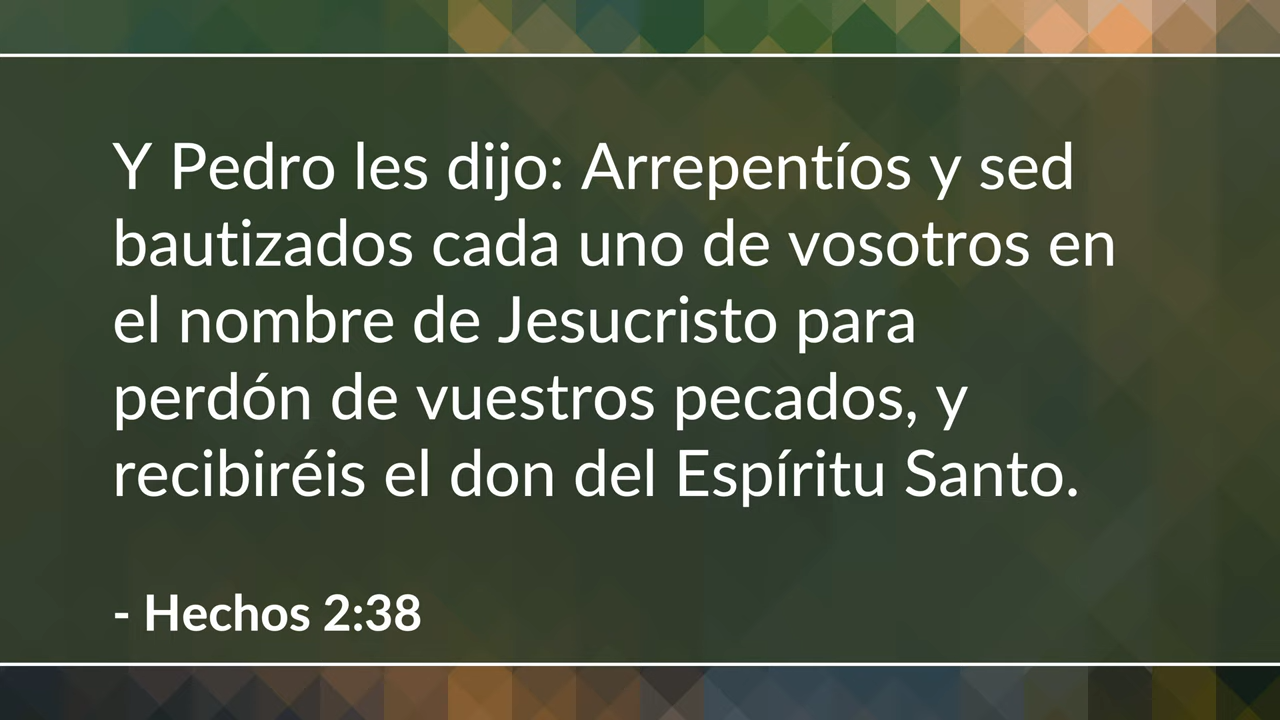 Y Pedro les dijo: Arrepentíos y sed
bautizados cada uno de vosotros en
el nombre de Jesucristo para
perdón de vuestros pecados, y
recibiréis el don del Espíritu Santo.
- Hechos 2:38